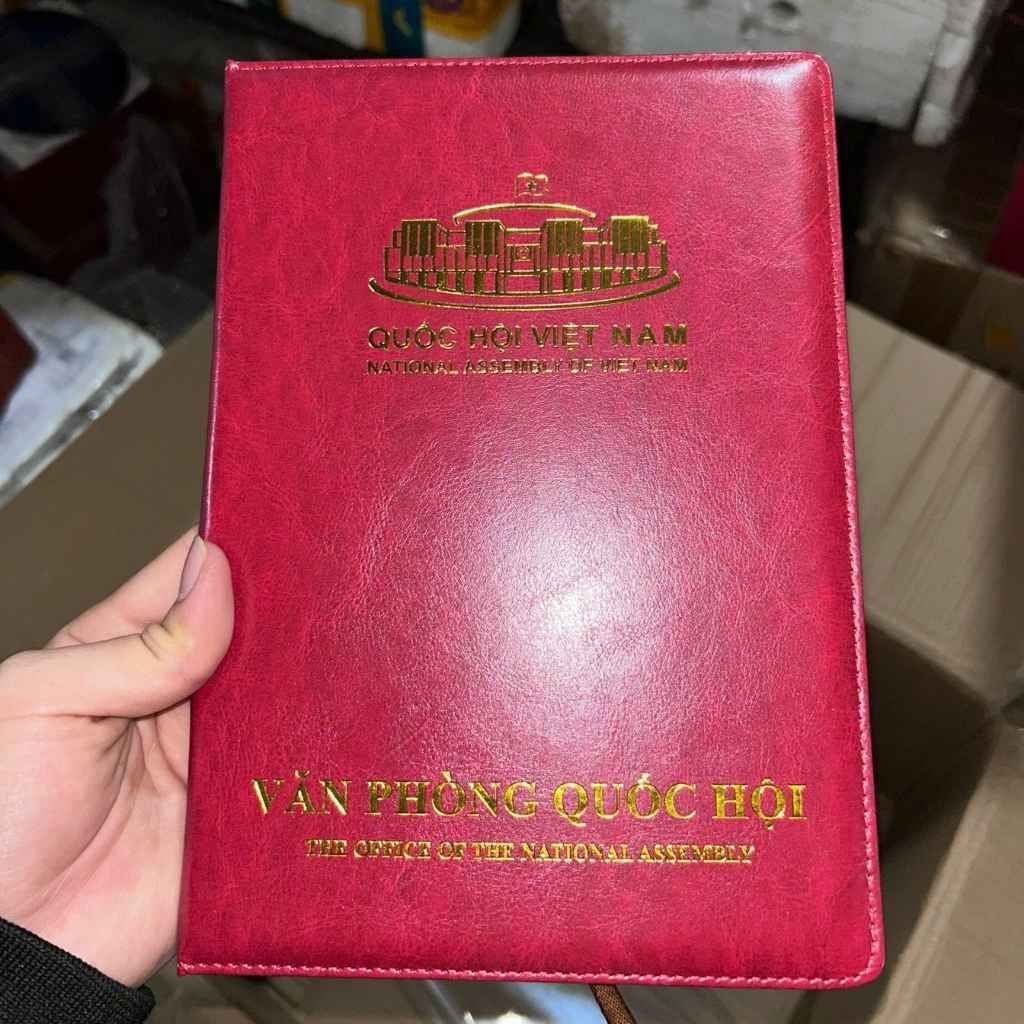 QUỐC HỘI VIỆT NAM
NATIONAL ASSEMBLY OF VIET NAM
VĂN PHÒNG QUỐC HỘI
THE OFFICE OF THE NATIONAL ASSEMBLY